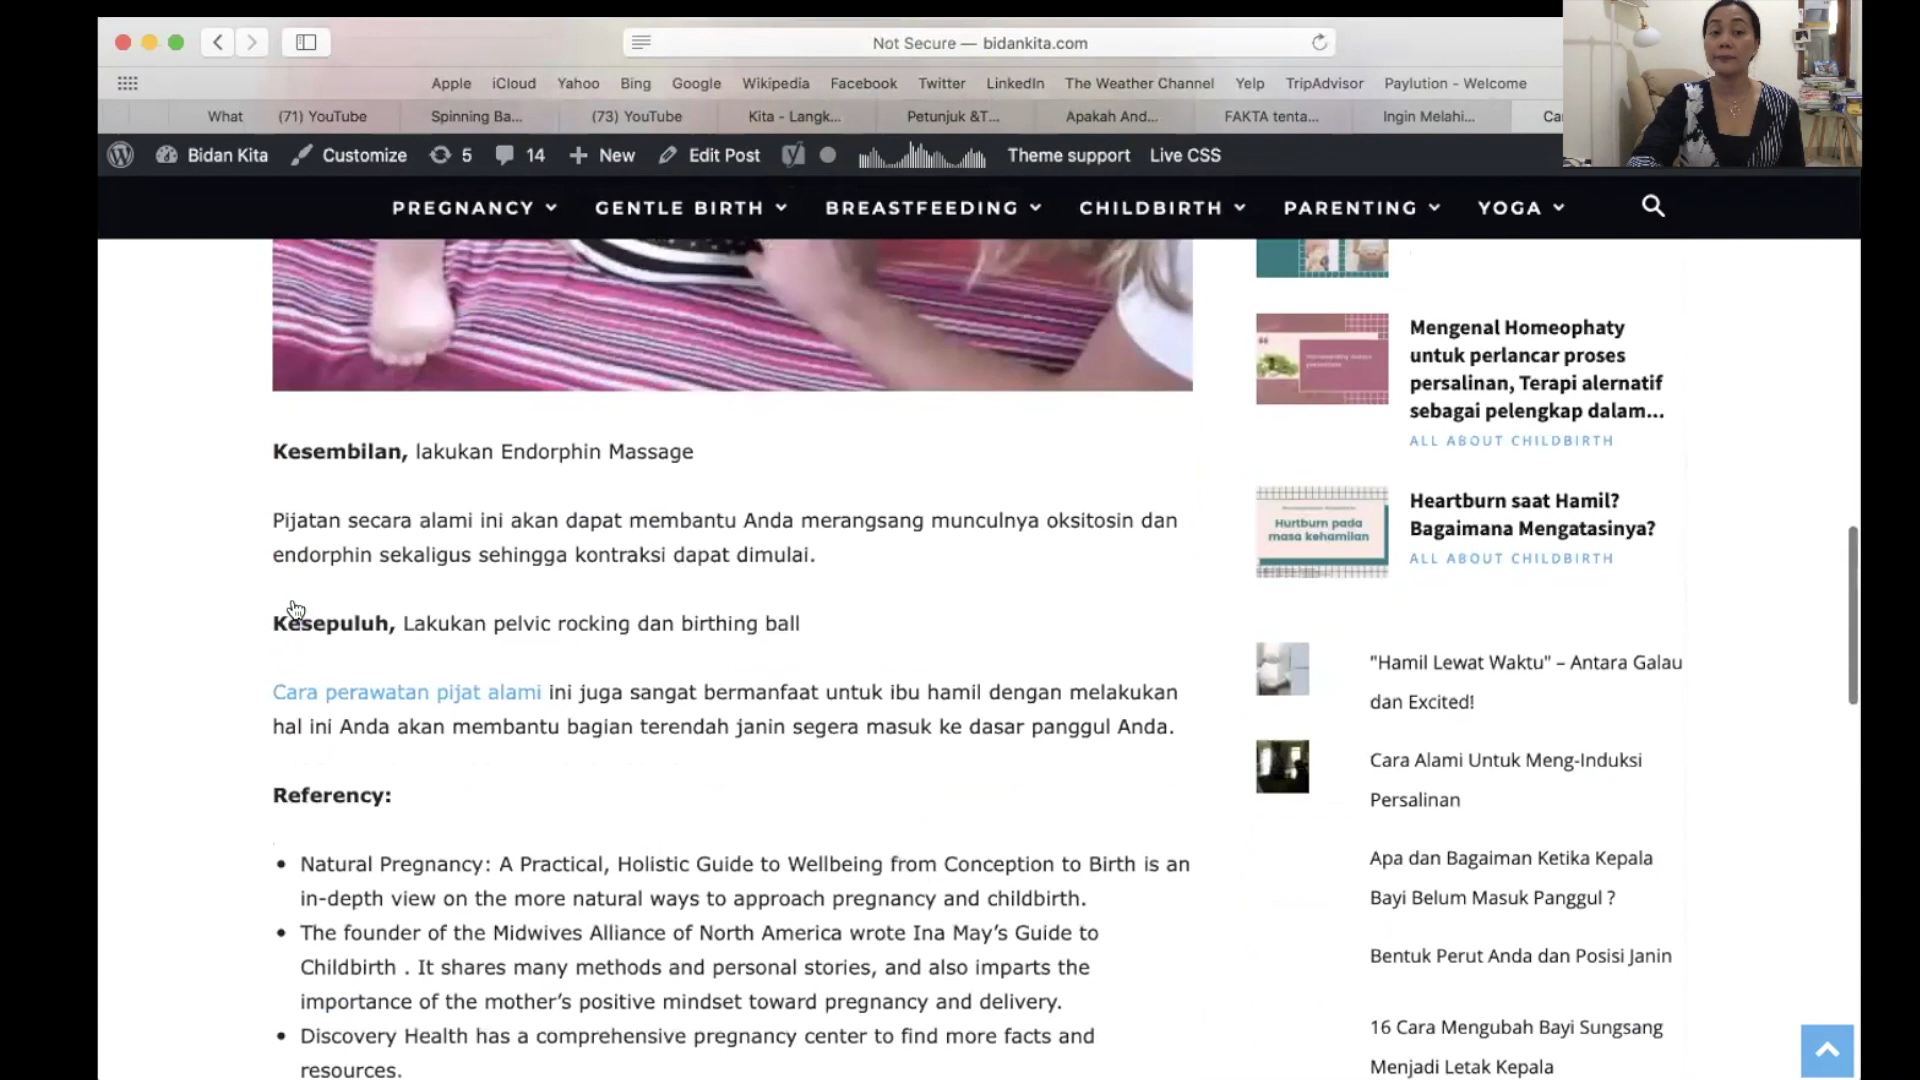 Not Secure — bidankita.com
Apple iCloud Yahoo Bing Google Wikipedia Facebook Twitter LinkedIn The Weather Channel Yelp TripAdvisor Paylution - Welcome
What (71) YouTube Spinning Ba... (73) YouTube Kita - Langk... Petunjuk &T... Apakah And... FAKTA tenta... Ingin Melahi...
Bidan Kita Customize 5 14 New Edit Post Theme support Live CSS
PREGNANCY GENTLE BIRTH BREASTFEEDING CHILDBIRTH PARENTING YOGA
Kesembilan, lakukan Endorphin Massage
Pijatan secara alami ini akan dapat membantu Anda merangsang munculnya oksitosin dan
endorphin sekaligus sehingga kontraksi dapat dimulai.
Kesepuluh, Lakukan pelvic rocking dan birthing ball
Cara perawatan pijat alami ini juga sangat bermanfaat untuk ibu hamil dengan melakukan
hal ini Anda akan membantu bagian terendah janin segera masuk ke dasar panggul Anda.
Referency:
Natural Pregnancy: A Practical, Holistic Guide to Wellbeing from Conception to Birth is an
in-depth view on the more natural ways to approach pregnancy and childbirth.
The founder of the Midwives Alliance of North America wrote Ina May’s Guide to
Childbirth . It shares many methods and personal stories, and also imparts the
importance of the mother’s positive mindset toward pregnancy and delivery.
Discovery Health has a comprehensive pregnancy center to find more facts and
resources.
Mengenal Homeophaty
untuk perlancar proses
persalinan, Terapi alernatif
sebagai pelengkap dalam...
ALL ABOUT CHILDBIRTH
Hurtburn pada
masa kehamilan
Heartburn saat Hamil?
Bagaimana Mengatasinya?
ALL ABOUT CHILDBIRTH
"Hamil Lewat Waktu" – Antara Galau
dan Excited!
Cara Alami Untuk Meng-Induksi
Persalinan
Apa dan Bagaiman Ketika Kepala
Bayi Belum Masuk Panggul ?
Bentuk Perut Anda dan Posisi Janin
16 Cara Mengubah Bayi Sungsang
Menjadi Letak Kepala